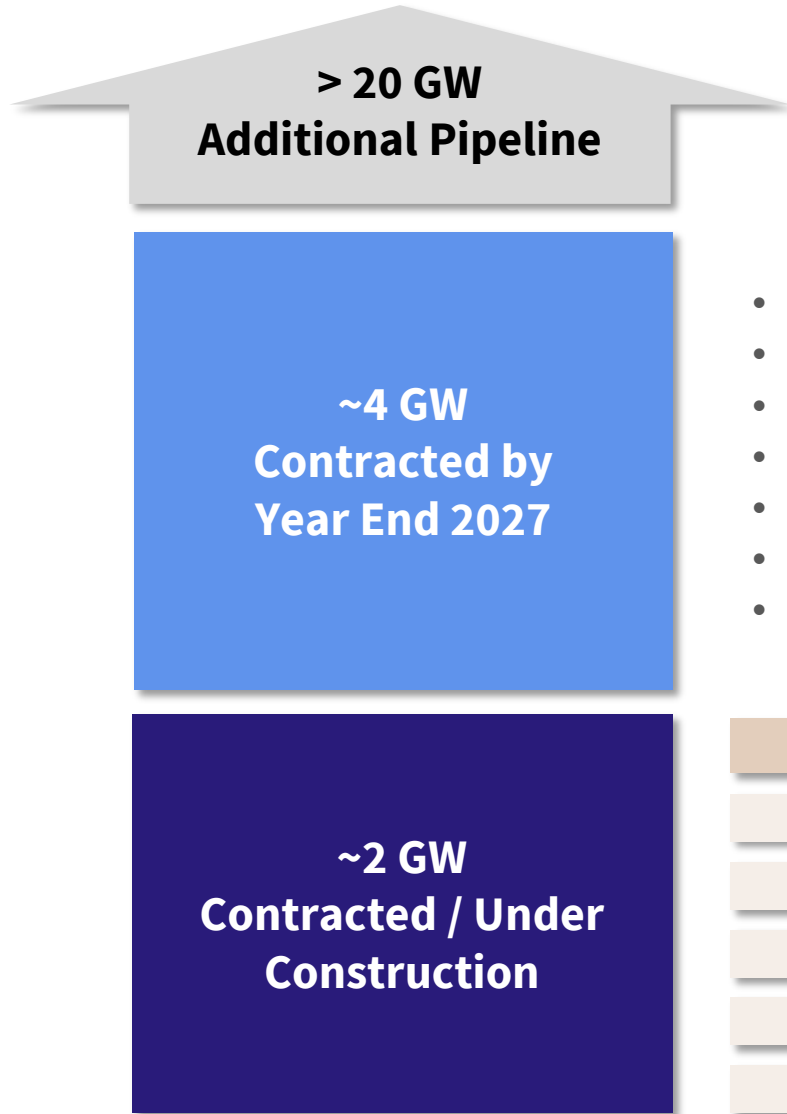 > 20 GW
Additional Pipeline
~4 GW
Contracted by
Year End 2027
~2 GW
Contracted / Under
Construction